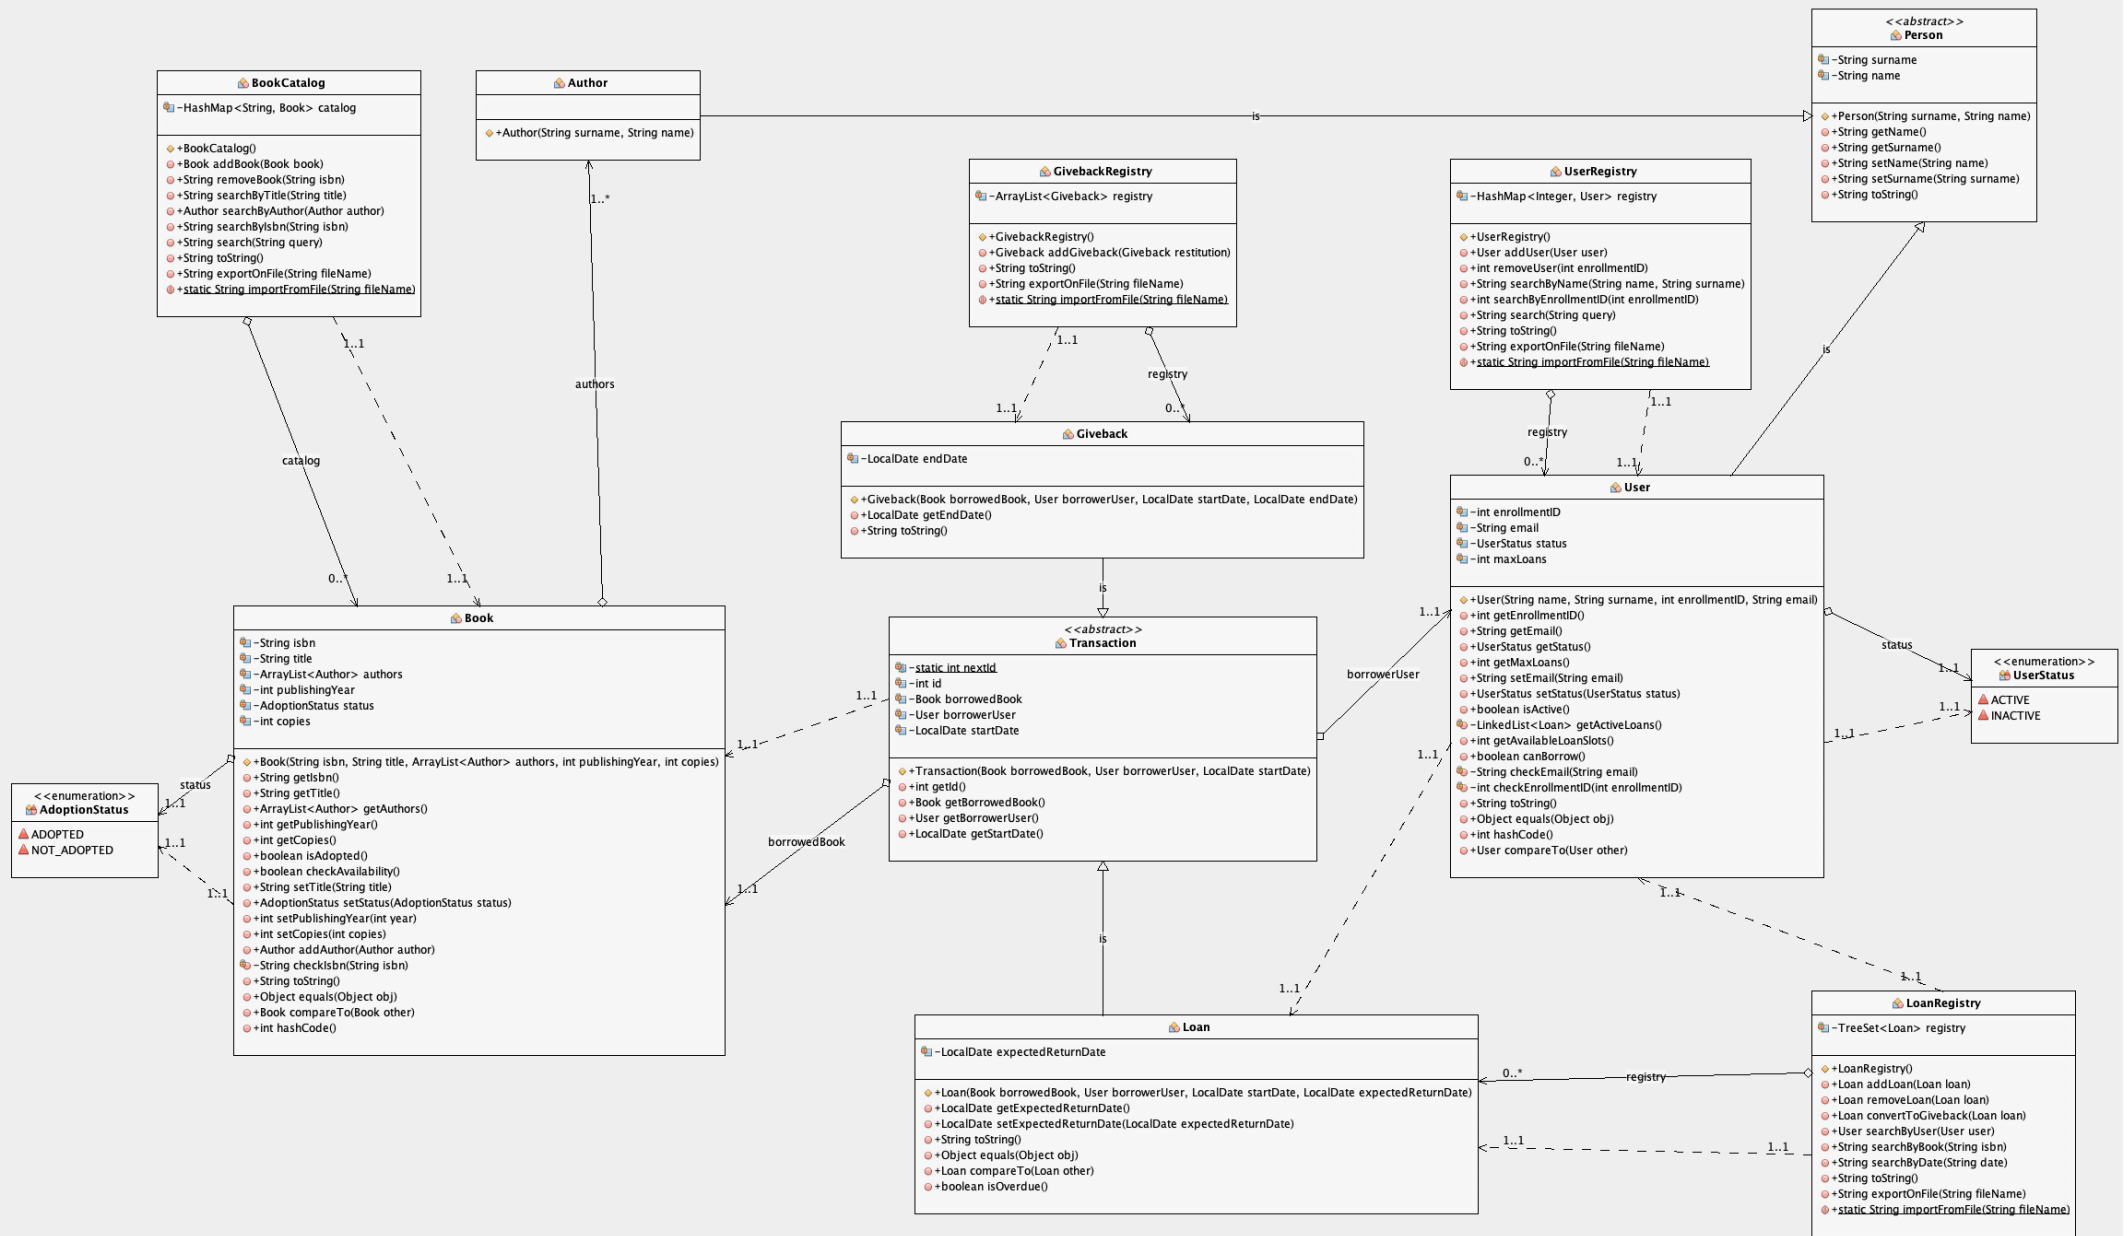 <<abstract>>
Person
-String surname
-String name
+Person(String surname, String name)
+String getName()
+String getSurname()
+String setName(String name)
+String setSurname(String surname)
+String toString()
BookCatalog
-HashMap<String, Book> catalog
+BookCatalog()
+Book addBook(Book book)
+String removeBook(String isbn)
+String searchByTitle(String title)
+Author searchByAuthor(Author author)
+String searchByIsbn(String isbn)
+String search(String query)
+String toString()
+String exportOnFile(String fileName)
+static String importFromFile(String fileName)
Author
+Author(String surname, String name)
is
1..*
authors
GivebackRegistry
-ArrayList<Giveback> registry
+GivebackRegistry()
+Giveback addGiveback(Giveback restitution)
+String toString()
+String exportOnFile(String fileName)
+static String importFromFile(String fileName)
UserRegistry
-HashMap<Integer, User> registry
+UserRegistry()
+User addUser(User user)
+int removeUser(int enrollmentID)
+String searchByName(String name, String surname)
+int searchByEnrollmentID(int enrollmentID)
+String search(String query)
+String toString()
+String exportOnFile(String fileName)
+static String importFromFile(String fileName)
is
1..1
catalog
0..*
1..1
1..1
registry
1..1
0..*
1..1
registry
0..*
1..1
Giveback
-LocalDate endDate
+Giveback(Book borrowedBook, User borrowerUser, LocalDate startDate, LocalDate endDate)
+LocalDate getEndDate()
+String toString()
is
User
-int enrollmentID
-String email
-UserStatus status
-int maxLoans
+User(String name, String surname, int enrollmentID, String email)
+int getEnrollmentID()
+String getEmail()
+UserStatus getStatus()
+int getMaxLoans()
+String setEmail(String email)
+UserStatus setStatus(UserStatus status)
+boolean isActive()
-LinkedList<Loan> getActiveLoans()
+int getAvailableLoanSlots()
+boolean canBorrow()
-String checkEmail(String email)
-int checkEnrollmentID(int enrollmentID)
+String toString()
+Object equals(Object obj)
+int hashCode()
+User compareTo(User other)
Book
-String isbn
-String title
-ArrayList<Author> authors
-int publishingYear
-AdoptionStatus status
-int copies
+Book(String isbn, String title, ArrayList<Author> authors, int publishingYear, int copies)
+String getIsbn()
+String getTitle()
+ArrayList<Author> getAuthors()
+int getPublishingYear()
+int getCopies()
+boolean isAdopted()
+boolean checkAvailability()
+String setTitle(String title)
+AdoptionStatus setStatus(AdoptionStatus status)
+int setPublishingYear(int year)
+int setCopies(int copies)
+Author addAuthor(Author author)
-String checkIsbn(String isbn)
+String toString()
+Object equals(Object obj)
+Book compareTo(Book other)
+int hashCode()
<<abstract>>
Transaction
-static int nextId
-int id
-Book borrowedBook
-User borrowerUser
-LocalDate startDate
+Transaction(Book borrowedBook, User borrowerUser, LocalDate startDate)
+int getId()
+Book getBorrowedBook()
+User getBorrowerUser()
+LocalDate getStartDate()
1..1
borrowerUser
1..1
1..1
borrowedBook
1..1
status
1..1
1..1
1..1
<<enumeration>>
UserStatus
ACTIVE
INACTIVE
<<enumeration>>
AdoptionStatus
ADOPTED
NOT_ADOPTED
status
1..1
1..1
1..1
is
1..1
1..1
1..1
1..1
Loan
-LocalDate expectedReturnDate
+Loan(Book borrowedBook, User borrowerUser, LocalDate startDate, LocalDate expectedReturnDate)
+LocalDate getExpectedReturnDate()
+LocalDate setExpectedReturnDate(LocalDate expectedReturnDate)
+String toString()
+Object equals(Object obj)
+Loan compareTo(Loan other)
+boolean isOverdue()
0..*
registry
1..1
1..1
LoanRegistry
-TreeSet<Loan> registry
+LoanRegistry()
+Loan addLoan(Loan loan)
+Loan removeLoan(Loan loan)
+Loan convertToGiveback(Loan loan)
+User searchByUser(User user)
+String searchByBook(String isbn)
+String searchByDate(String date)
+String toString()
+String exportOnFile(String fileName)
+static String importFromFile(String fileName)